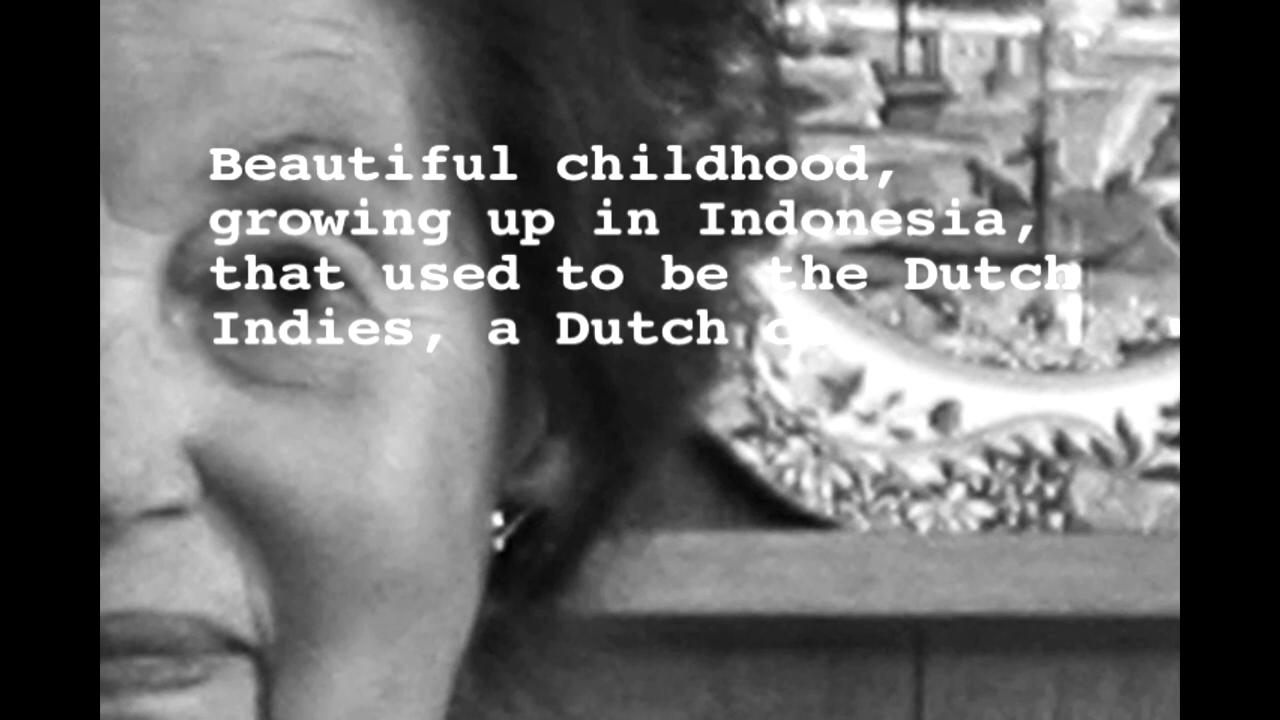 Beautiful childhood,
growing up in Indonesia,
that used to be the Dutch
Indies, a Dutch